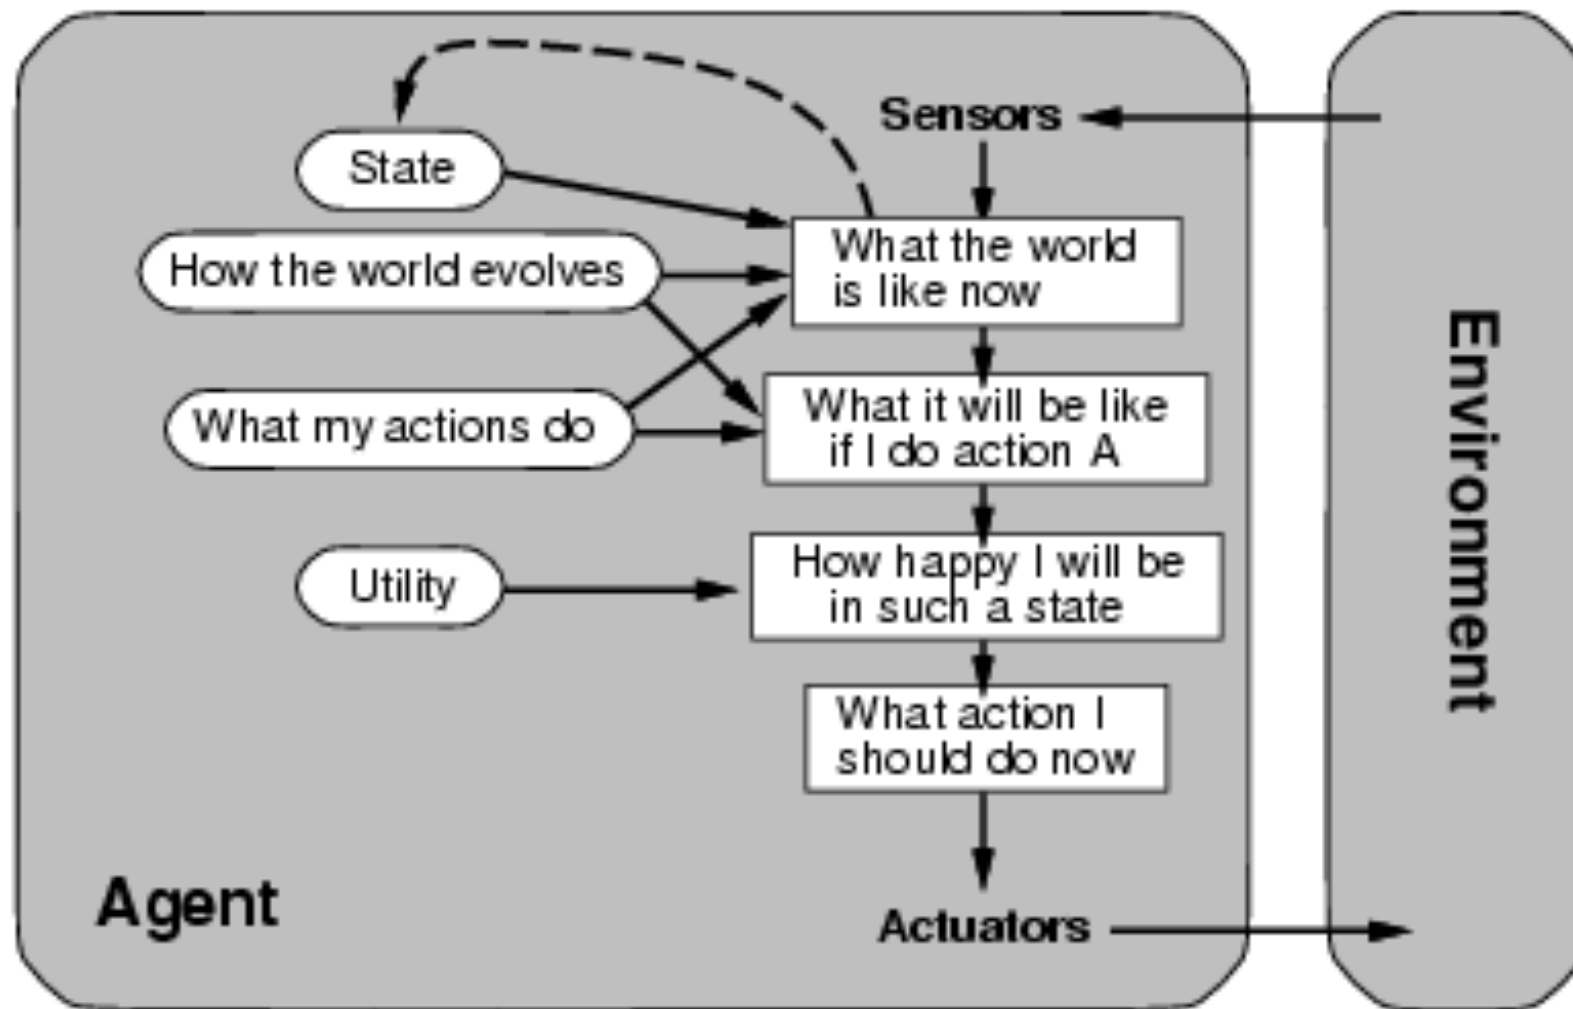 Sensors
State
What the world
is like now
How the world evolves
What it will be like
if I do action A
What my actions do
How happy I will be
in such a state
Utility
What action I
should do now
Agent
Actuators
Environment